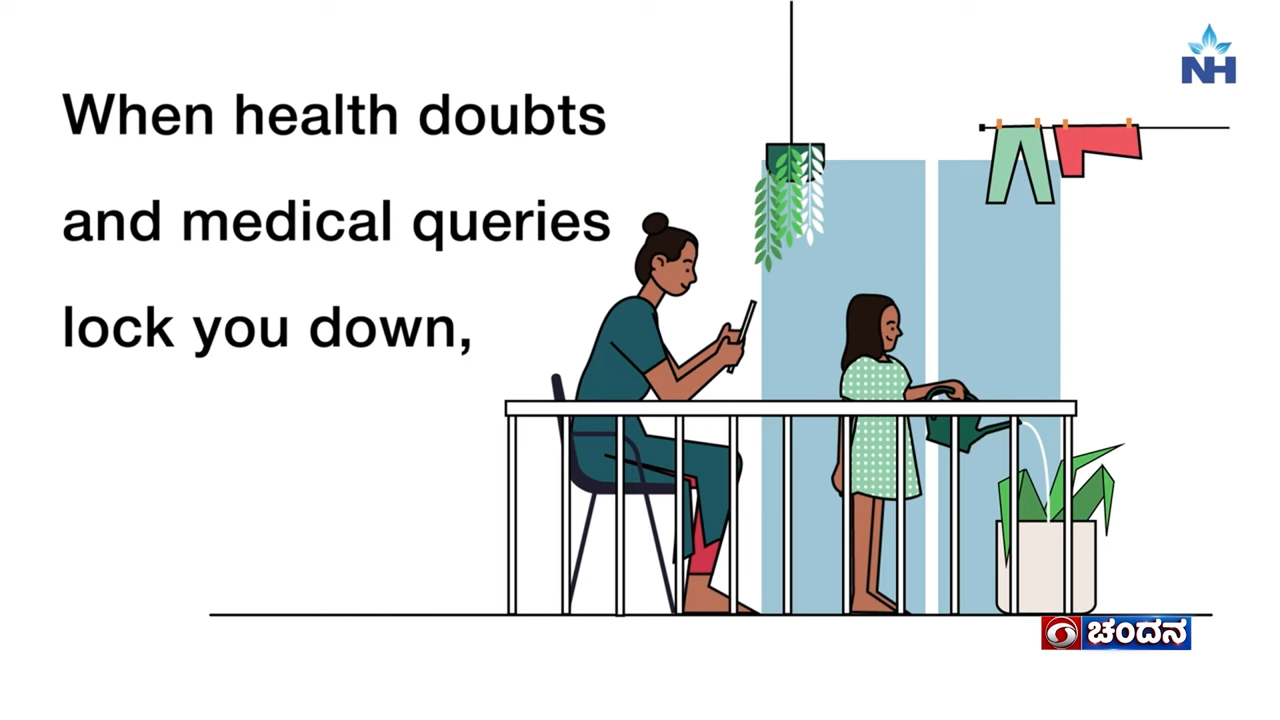 When health doubts
and medical queries
lock you down,
NH
ಚಂದನ